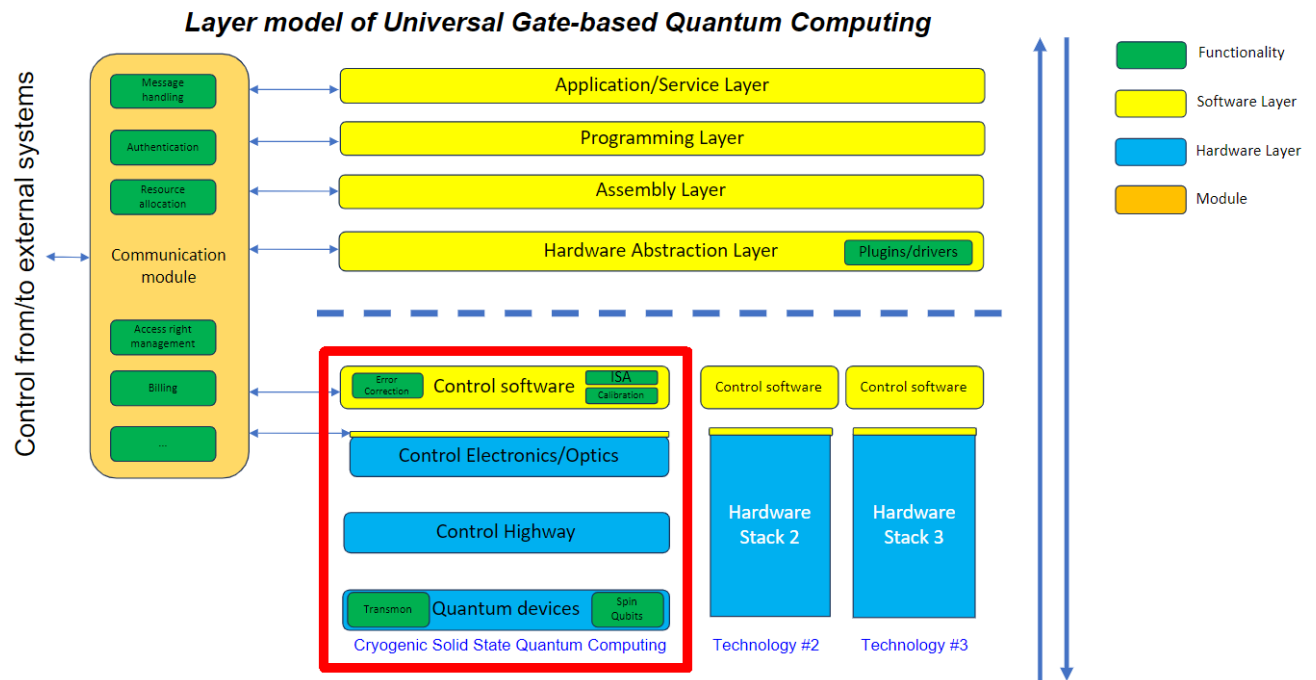 Layer model of Universal Gate-based Quantum Computing
Control from/to external systems
Message
handling
Authentication
Resource
allocation
Communication
module
Access right
management
Billing
...
Application/Service Layer
Programming Layer
Assembly Layer
Hardware Abstraction Layer
Plugins/drivers
Error
Correction
Control software
ISA
Calibration
Control Electronics/Optics
Control Highway
Transmon
Quantum devices
Spin
Qubits
Cryogenic Solid State Quantum Computing
Control software
Hardware
Stack 2
Technology #2
Control software
Hardware
Stack 3
Technology #3
Functionality
Software Layer
Hardware Layer
Module